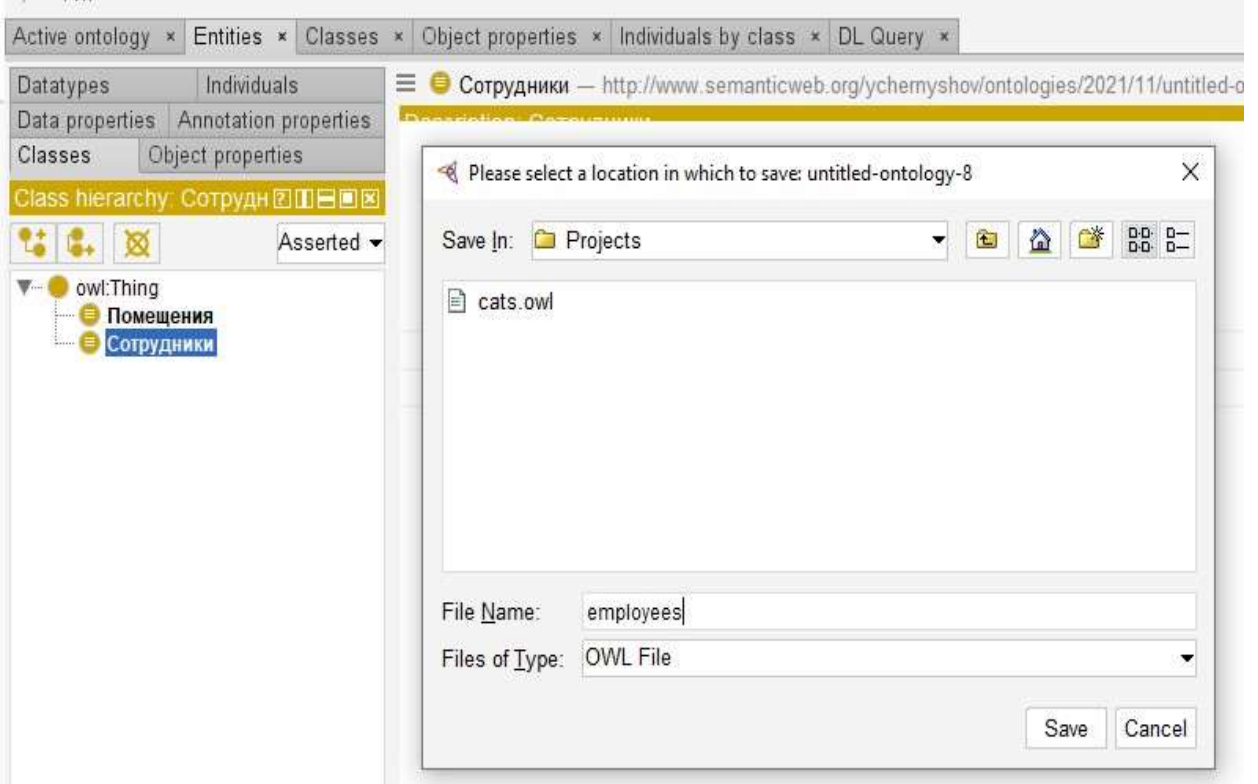 Active ontology × Entities × Classes × Object properties × Individuals by class × DL Query ×
Datatypes Individuals
Data properties Annotation properties
Classes Object properties
Class hierarchy: Сотрудн
Asserted
owl:Thing
Помещения
Сотрудники
Сотрудники — http://www.semanticweb.org/ychernyshov/ontologies/2021/11/untitled-o
Description: Сотрудники
Please select a location in which to save: untitled-ontology-8
Save In: Projects
cats.owl
File Name: employees
Files of Type: OWL File
Save Cancel